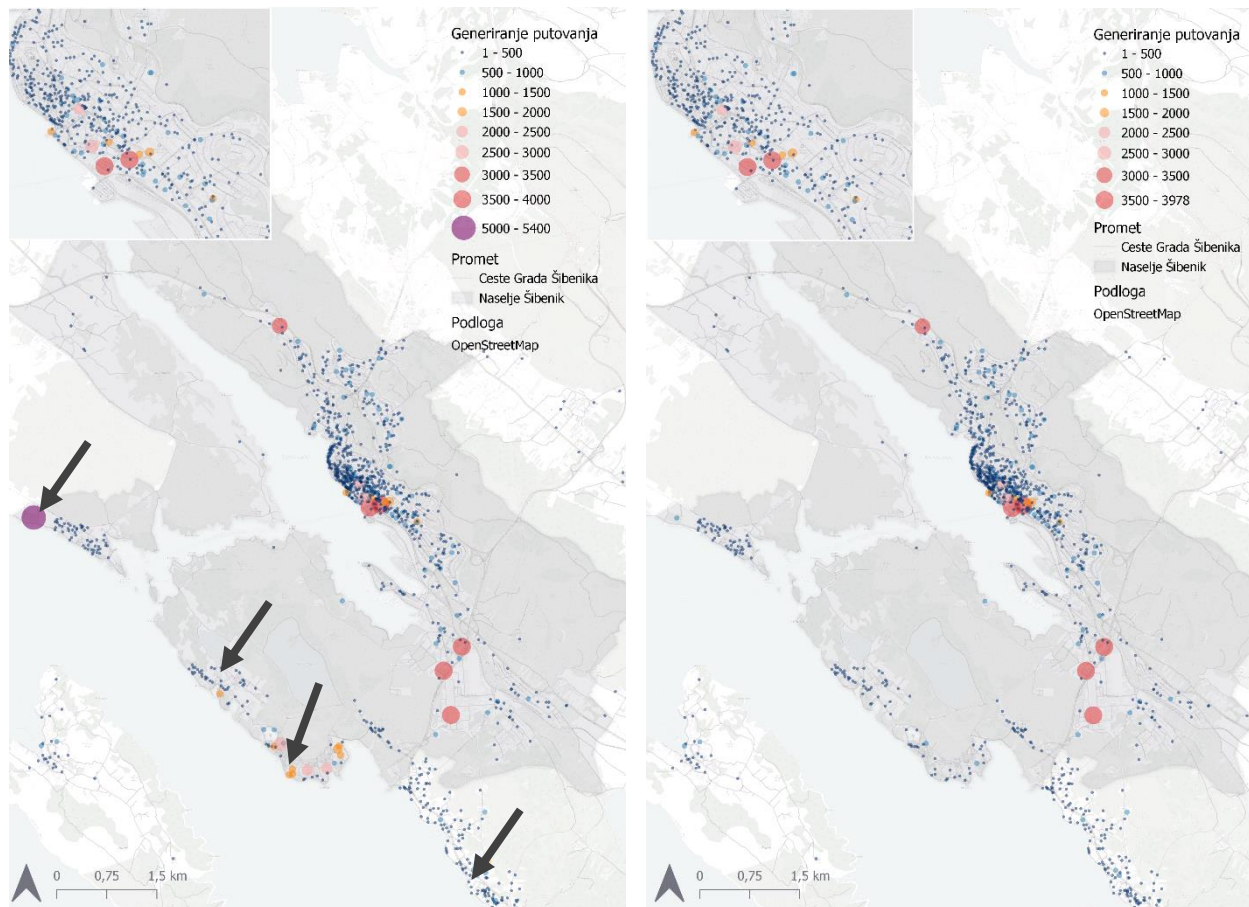 Generiranje putovanja
1 - 500
500 - 1000
1000 - 1500
1500 - 2000
2000 - 2500
2500 - 3000
3000 - 3500
3500 - 4000
5000 - 5400
Promet
Ceste Grada Šibenika
Naselje Šibenik
Podloga
OpenStreetMap
0 0,75 1,5 km
Generiranje putovanja
1 - 500
500 - 1000
1000 - 1500
1500 - 2000
2000 - 2500
2500 - 3000
3000 - 3500
3500 - 3978
Promet
Ceste Grada Šibenika
Naselje Šibenik
Podloga
OpenStreetMap
0 0,75 1,5 km